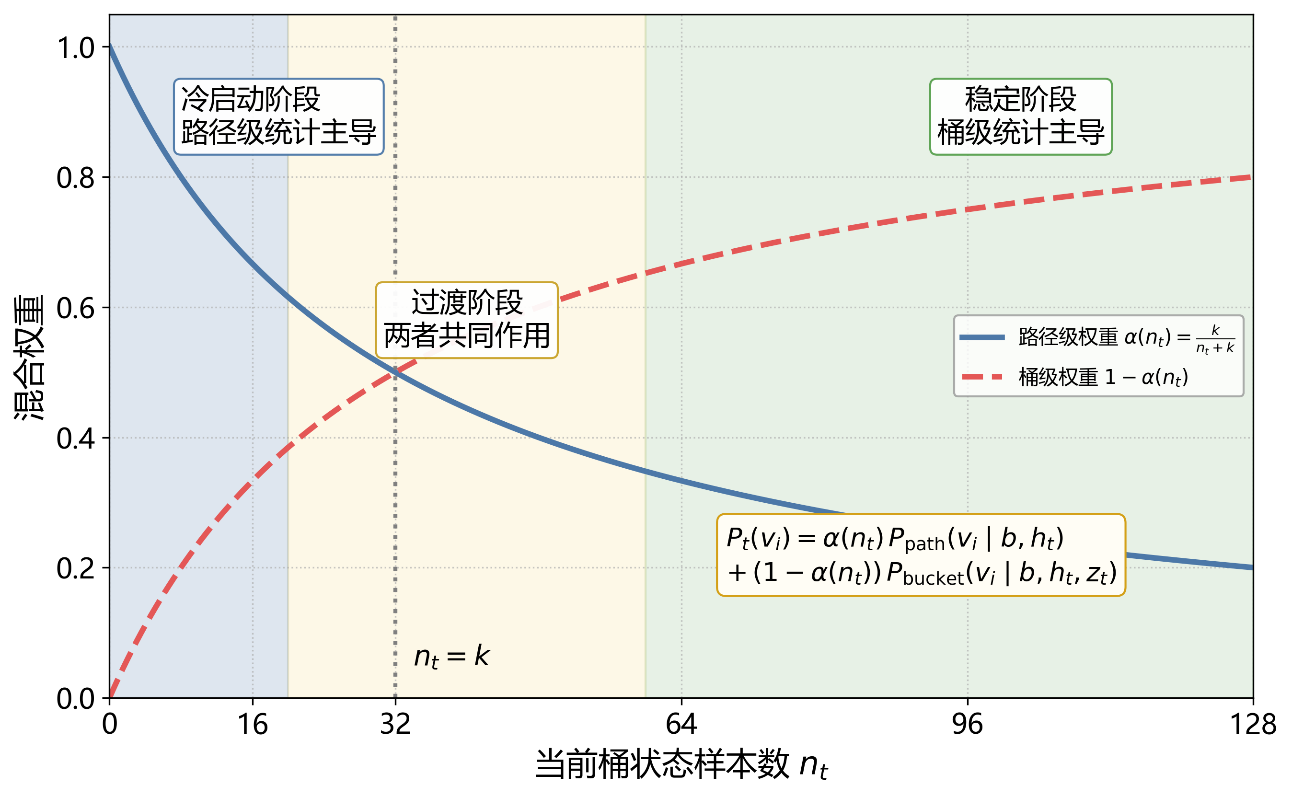 1.0
0.8
0.6
0.4
0.2
0.0
混合权重
冷启动阶段
路径级统计主导
稳定阶段
桶级统计主导
过渡阶段
两者共同作用
路径级权重 α(n_t) = k/(n_t + k)
桶级权重 1 − α(n_t)
P_t(v_i) = α(n_t) P_path(v_i | b, h_t)
+ (1 − α(n_t)) P_bucket(v_i | b, h_t, z_t)
n_t = k
0 16 32 64 96 128
当前桶状态样本数 n_t